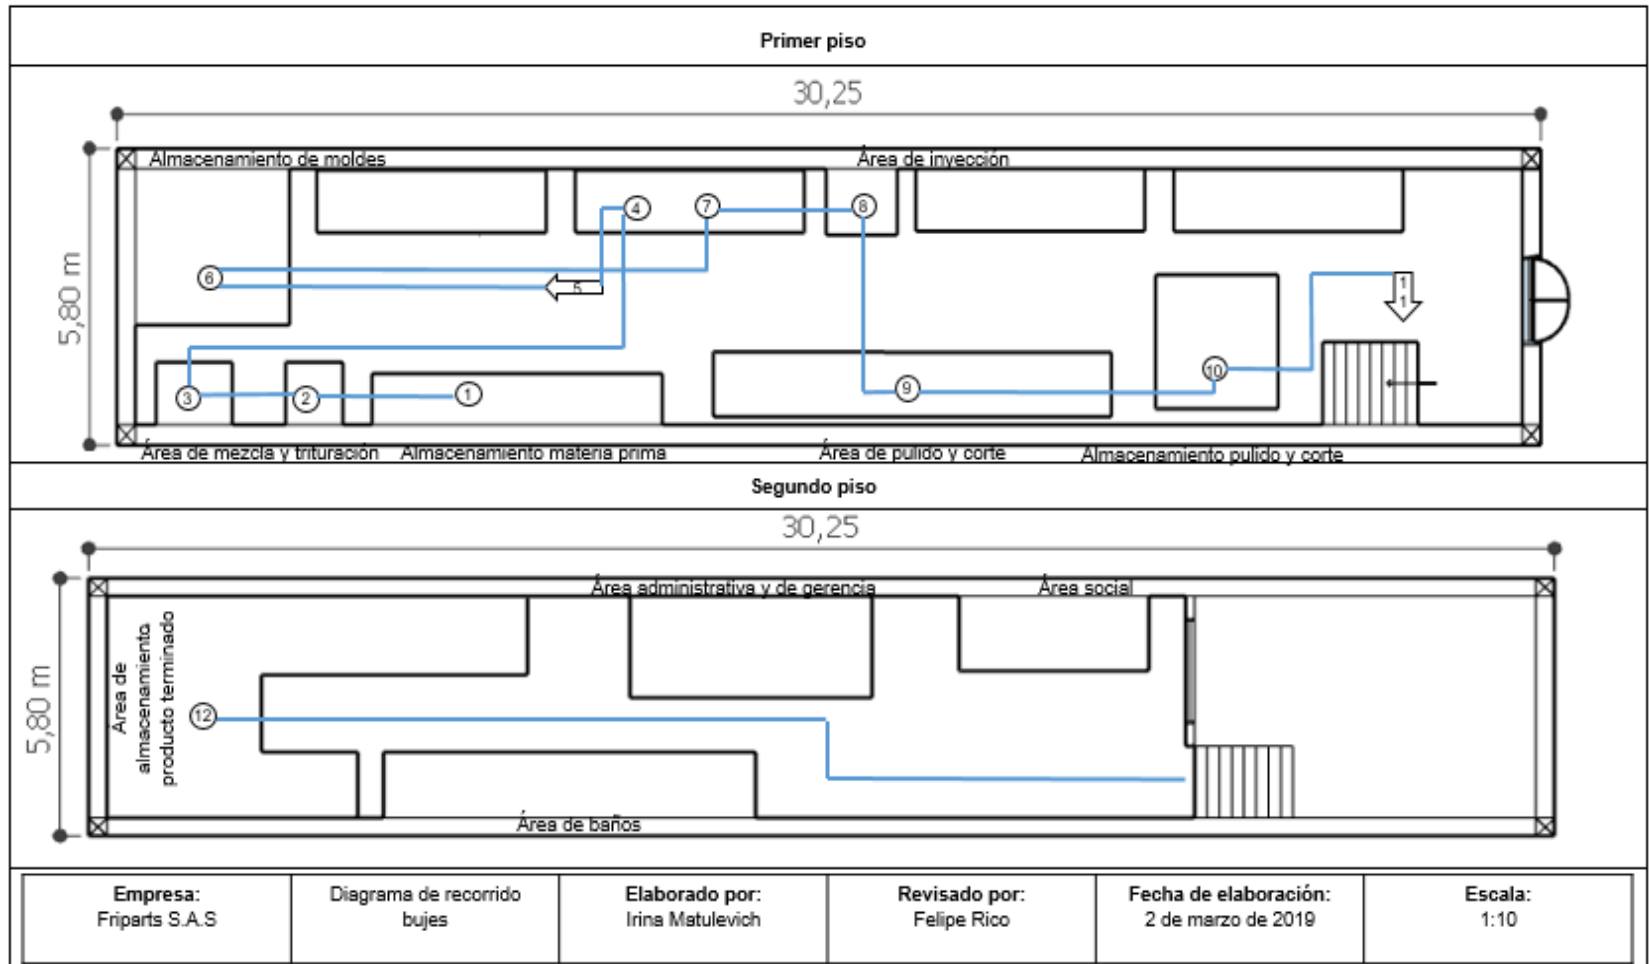 Primer piso
30,25
5,80 m
Almacenamiento de moldes
Área de inyección
4
7
8
6
5
1
1
3
2
1
9
10
Área de mezcla y trituración
Almacenamiento materia prima
Área de pulido y corte
Almacenamiento pulido y corte
Segundo piso
30,25
5,80 m
Área administrativa y de gerencia
Área social
Área de
almacenamiento
producto terminado
12
Área de baños
Empresa:
Friparts S.A.S
Diagrama de recorrido
bujes
Elaborado por:
Irina Matulevich
Revisado por:
Felipe Rico
Fecha de elaboración:
2 de marzo de 2019
Escala:
1:10